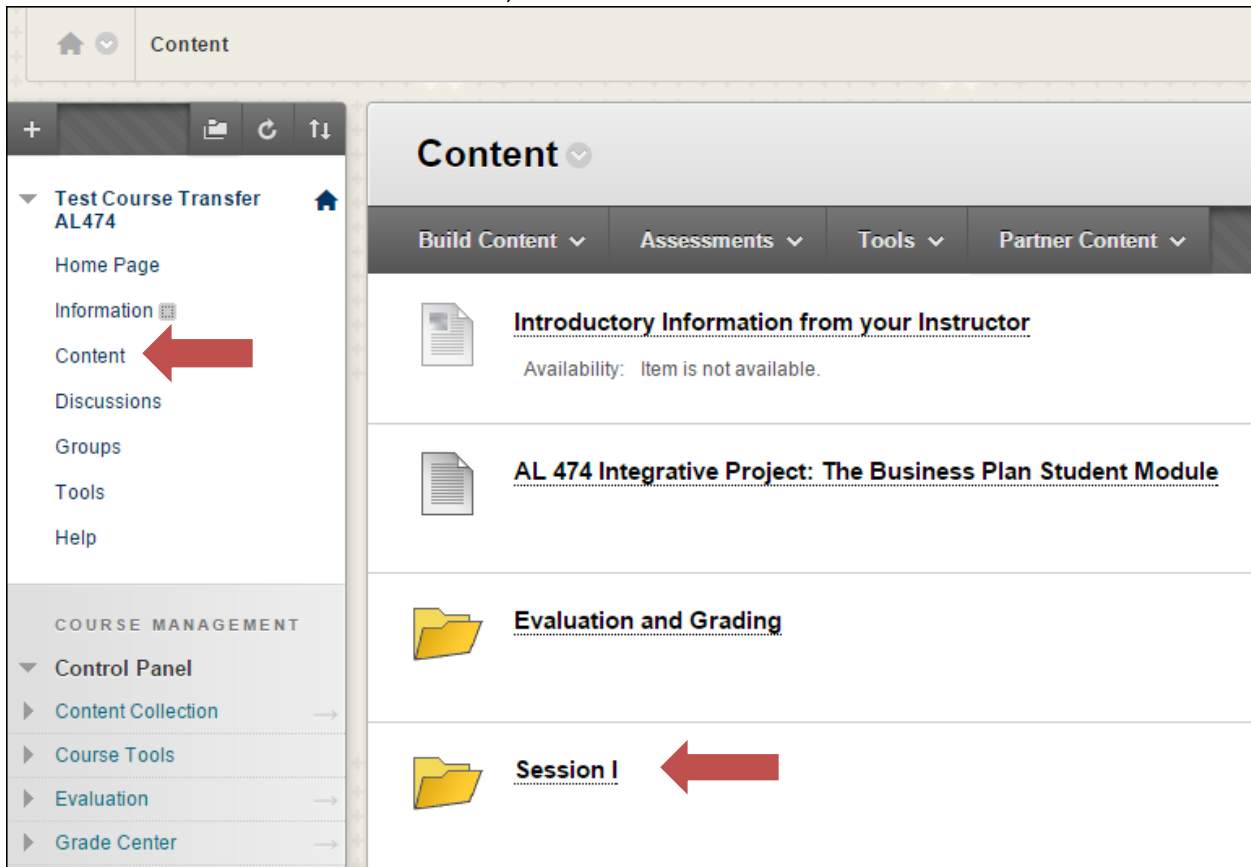 Content
Test Course Transfer
AL474
Home Page
Information
Content
Discussions
Groups
Tools
Help
COURSE MANAGEMENT
Control Panel
Content Collection
Course Tools
Evaluation
Grade Center
Content
Build Content Assessments Tools Partner Content
Introductory Information from your Instructor
Availability: Item is not available.
AL 474 Integrative Project: The Business Plan Student Module
Evaluation and Grading
Session I